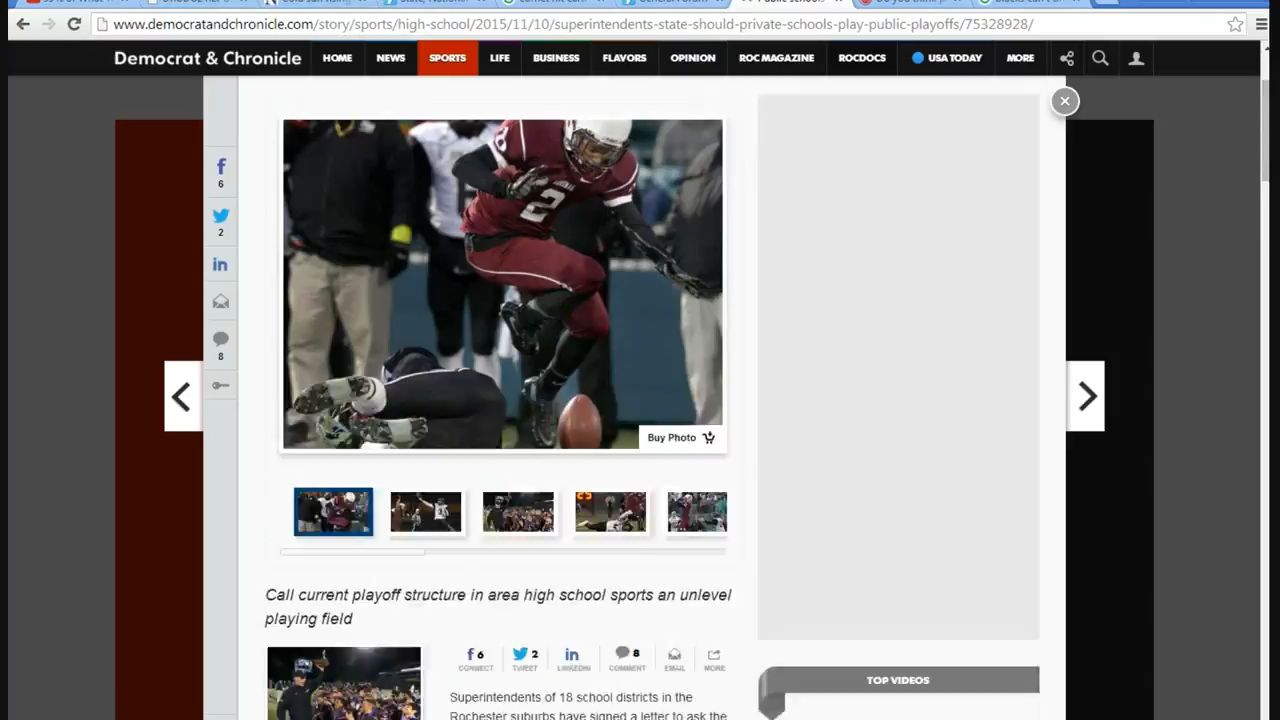 www.democratandchronicle.com/story/sports/high-school/2015/11/10/superintendents-state-should-private-schools-play-public-playoffs/75328928/
Democrat & Chronicle HOME NEWS SPORTS LIFE BUSINESS FLAVORS OPINION ROC MAGAZINE ROCDOCS USA TODAY MORE
6
2
8
2
Buy Photo
Call current playoff structure in area high school sports an unlevel
playing field
6 2 8
CONNECT TWEET LINKEDIN COMMENT EMAIL MORE
Superintendents of 18 school districts in the
Rochester suburbs have signed a letter to ask the
TOP VIDEOS